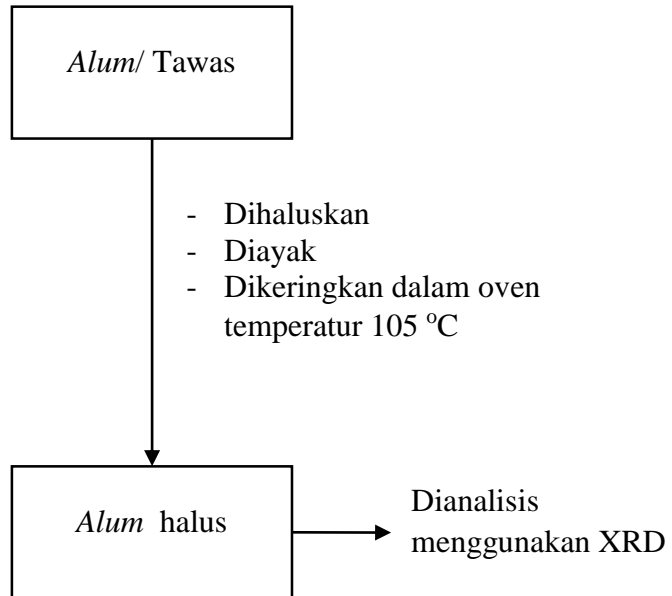 Alum/ Tawas
- Dihaluskan
- Diayak
- Dikeringkan dalam oven
temperatur 105 °C
Alum halus
Dianalisis
menggunakan XRD